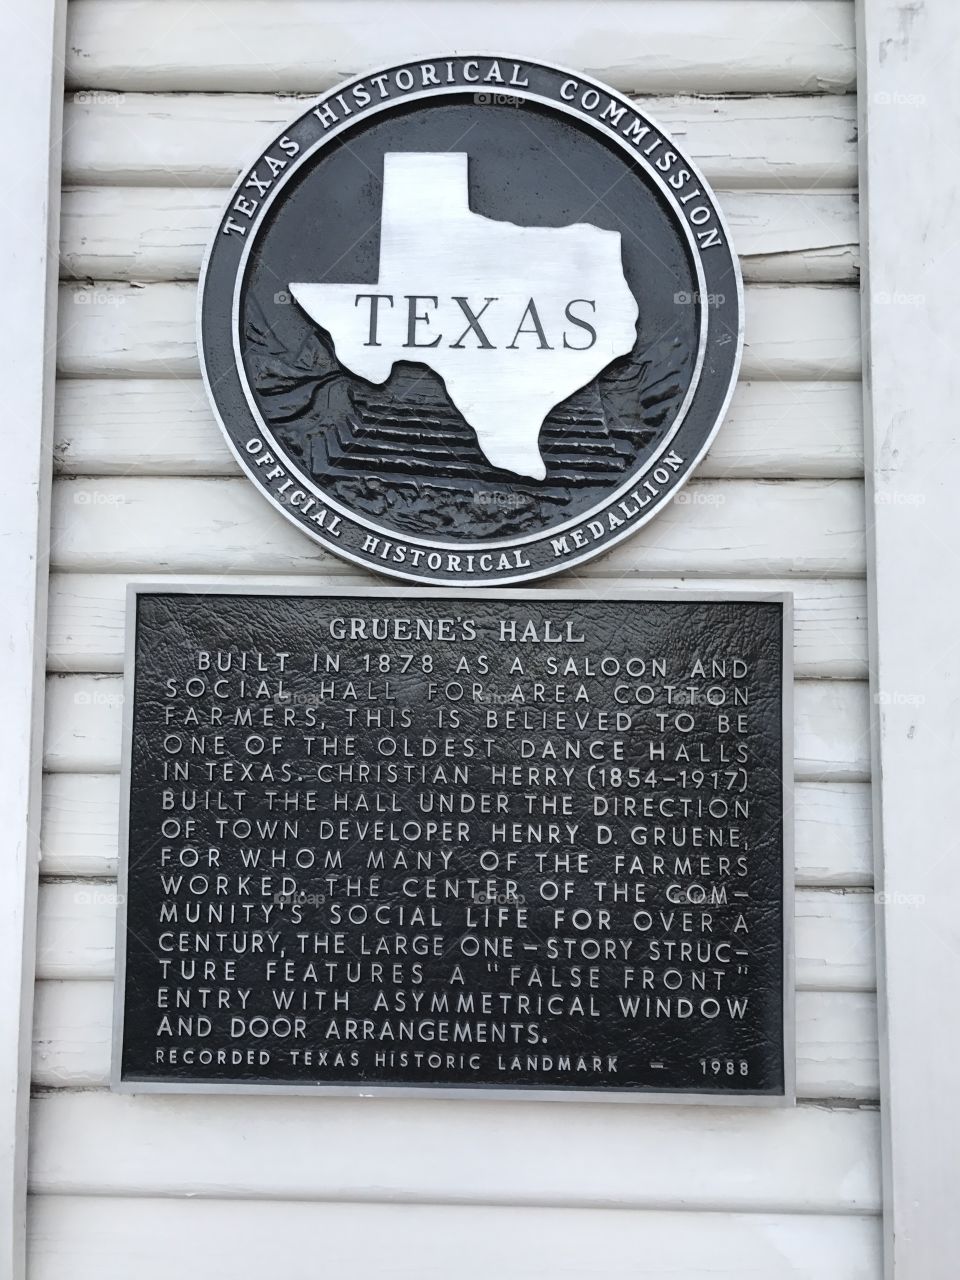 TEXAS HISTORICAL COMMISSION
TEXAS
OFFICIAL HISTORICAL MEDALLION
GRUENE'S HALL
BUILT IN 1878 AS A SALOON AND
SOCIAL HALL FOR AREA COTTON
FARMERS, THIS IS BELIEVED TO BE
ONE OF THE OLDEST DANCE HALLS
IN TEXAS. CHRISTIAN HERRY (1854-1917)
BUILT THE HALL UNDER THE DIRECTION
OF TOWN DEVELOPER HENRY D. GRUENE,
FOR WHOM MANY OF THE FARMERS
WORKED. THE CENTER OF THE COM-
MUNITY'S SOCIAL LIFE FOR OVER A
CENTURY, THE LARGE ONE-STORY STRUC-
TURE FEATURES A "FALSE FRONT"
ENTRY WITH ASYMMETRICAL WINDOW
AND DOOR ARRANGEMENTS.
RECORDED TEXAS HISTORIC LANDMARK - 1988
foap